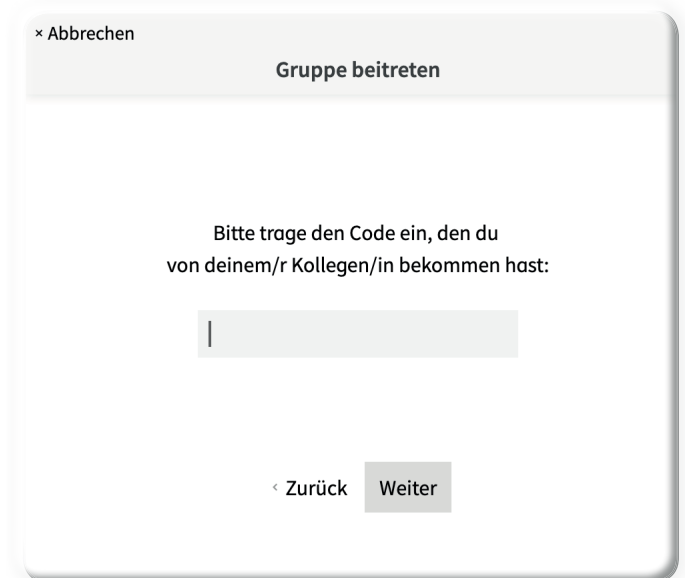 × Abbrechen
Gruppe beitreten
Bitte trage den Code ein, den du
von deinem/r Kollegen/in bekommen hast:
‹ Zurück Weiter